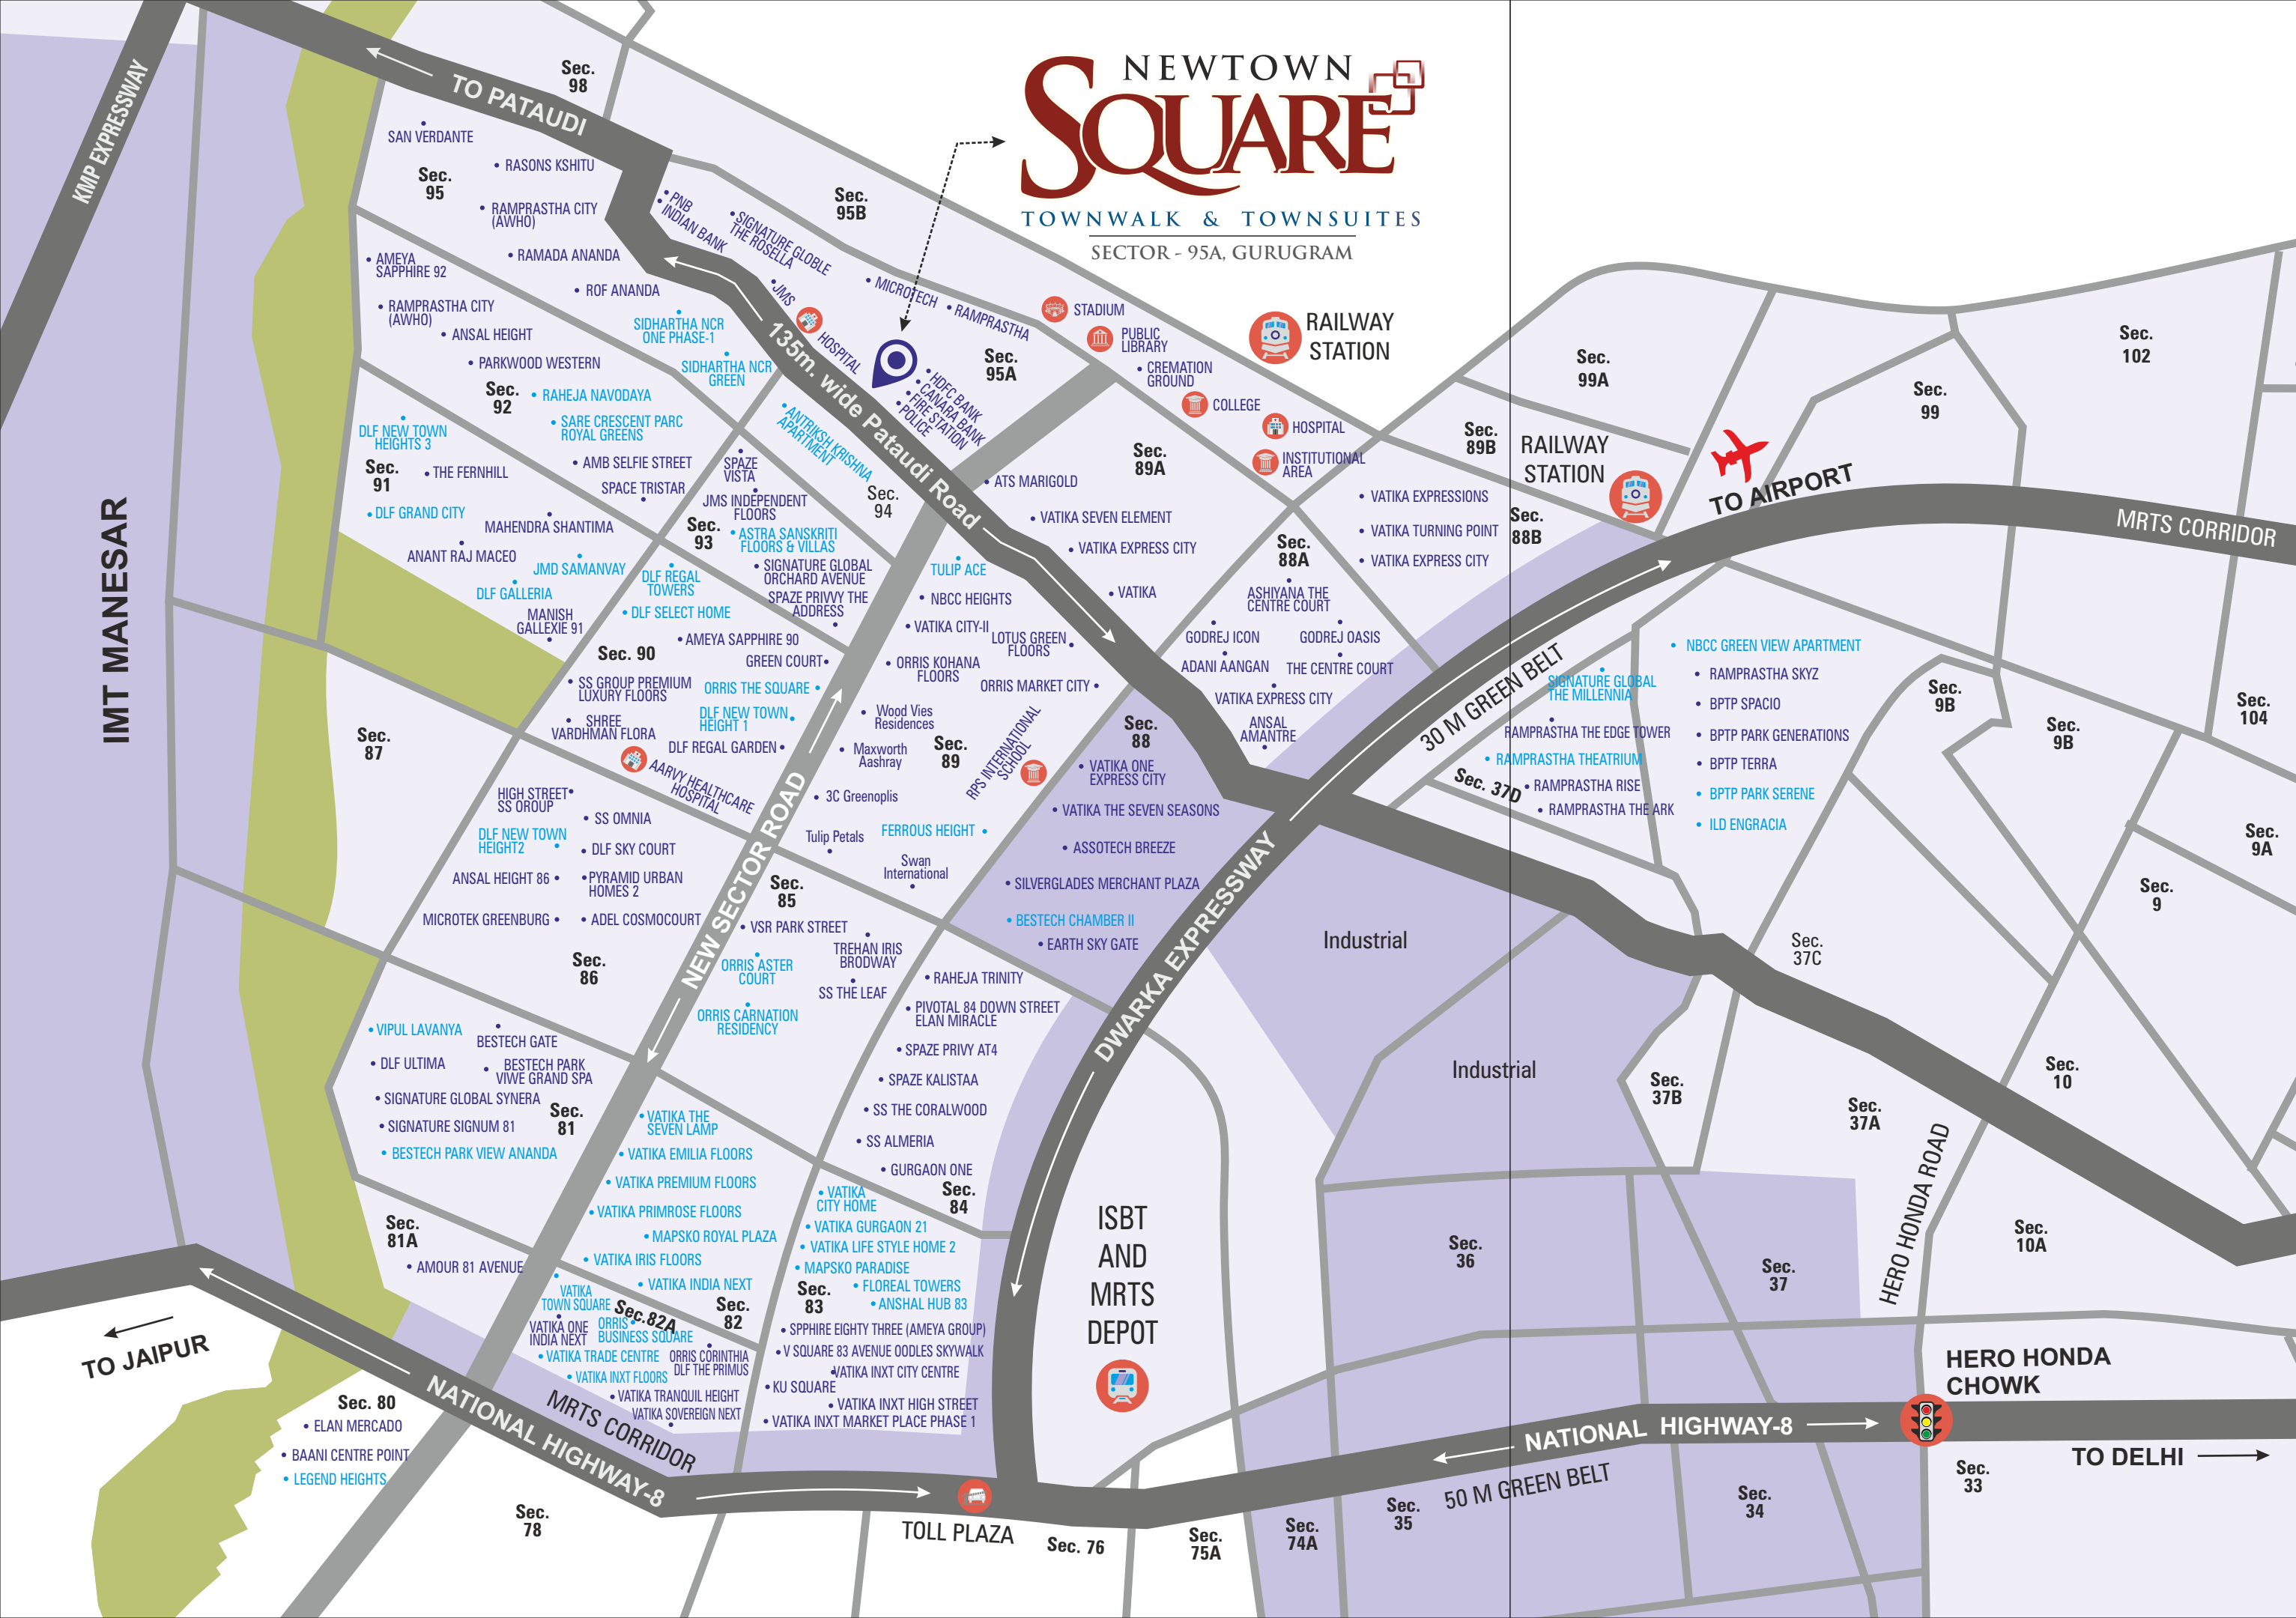 NEWTOWN
SQUARE
TOWNWALK & TOWNSUITES
SECTOR - 95A, GURUGRAM
KMP EXPRESSWAY
TO PATAUDI
Sec.
98
SAN VERDANTE
RASONS KSHITU
Sec.
95
RAMPRASTHA CITY
(AWHO)
RAMADA ANANDA
ROF ANANDA
PNB
INDIAN BANK
SIGNATURE GLOBLE
THE ROSELLA
Sec.
95B
JMS
HOSPITAL
MICROTECH
RAMPRASTHA
Sec.
95A
HDFC BANK
CANARA BANK
FIRE STATION
POLICE
135m. wide Pataudi Road
STADIUM
PUBLIC
LIBRARY
CREMATION
GROUND
COLLEGE
HOSPITAL
INSTITUTIONAL
AREA
RAILWAY
STATION
AMEYA
SAPPHIRE 92
RAMPRASTHA CITY
(AWHO)
ANSAL HEIGHT
PARKWOOD WESTERN
SIDHARTHA NCR
ONE PHASE-1
SIDHARTHA NCR
GREEN
Sec.
92
RAHEJA NAVODAYA
SARE CRESCENT PARC
ROYAL GREENS
AMB SELFIE STREET
SPACE TRISTAR
DLF NEW TOWN
HEIGHTS 3
Sec.
91
THE FERNHILL
DLF GRAND CITY
MAHENDRA SHANTIMA
ANANT RAJ MACEO
JMD SAMANVAY
DLF GALLERIA
MANISH
GALLEXIE 91
ANTRIKSH KRISHNA
APARTMENT
Sec.
94
SPAZE
VISTA
JMS INDEPENDENT
FLOORS
Sec.
93
ASTRA SANSKRITI
FLOORS & VILLAS
SIGNATURE GLOBAL
ORCHARD AVENUE
SPAZE PRIVVY THE
ADDRESS
DLF REGAL
TOWERS
DLF SELECT HOME
AMEYA SAPPHIRE 90
Sec. 90
GREEN COURT
SS GROUP PREMIUM
LUXURY FLOORS
ORRIS THE SQUARE
DLF NEW TOWN
HEIGHT 1
SHREE
VARDHMAN FLORA
DLF REGAL GARDEN
AARVY HEALTHCARE
HOSPITAL
IMT MANESAR
Sec.
87
Sec.
89A
ATS MARIGOLD
VATIKA SEVEN ELEMENT
VATIKA EXPRESS CITY
VATIKA
TULIP ACE
NBCC HEIGHTS
VATIKA CITY-II
LOTUS GREEN
FLOORS
ORRIS KOHANA
FLOORS
ORRIS MARKET CITY
Wood Vies
Residences
Maxworth
Aashray
Sec.
89
RPS INTERNATIONAL
SCHOOL
3C Greenoplis
Tulip Petals
FERROUS HEIGHT
Swan
International
Sec.
89B
Sec.
88B
VATIKA EXPRESSIONS
VATIKA TURNING POINT
VATIKA EXPRESS CITY
Sec.
88A
ASHIYANA THE
CENTRE COURT
GODREJ ICON
GODREJ OASIS
ADANI AANGAN
THE CENTRE COURT
VATIKA EXPRESS CITY
ANSAL
AMANTRE
Sec.
99A
RAILWAY
STATION
TO AIRPORT
Sec.
99
Sec.
102
MRTS CORRIDOR
30 M GREEN BELT
NBCC GREEN VIEW APARTMENT
RAMPRASTHA SKYZ
SIGNATURE GLOBAL
THE MILLENNIA
BPTP SPACIO
RAMPRASTHA THE EDGE TOWER
BPTP PARK GENERATIONS
RAMPRASTHA THEATRIUM
BPTP TERRA
Sec. 37D
RAMPRASTHA RISE
BPTP PARK SERENE
RAMPRASTHA THE ARK
ILD ENGRACIA
Sec.
9B
Sec.
9B
Sec.
104
Sec.
9A
Sec.
9
Sec.
88
VATIKA ONE
EXPRESS CITY
VATIKA THE SEVEN SEASONS
ASSOTECH BREEZE
SILVERGLADES MERCHANT PLAZA
BESTECH CHAMBER II
EARTH SKY GATE
DWARKA EXPRESSWAY
Industrial
Industrial
Sec.
37C
Sec.
37B
Sec.
37A
Sec.
10
Sec.
10A
HERO HONDA ROAD
NEW SECTOR ROAD
HIGH STREET
SS OROUP
SS OMNIA
DLF NEW TOWN
HEIGHT2
DLF SKY COURT
ANSAL HEIGHT 86
PYRAMID URBAN
HOMES 2
MICROTEK GREENBURG
ADEL COSMOCOURT
Sec.
86
Sec.
85
VSR PARK STREET
TREHAN IRIS
BRODWAY
ORRIS ASTER
COURT
SS THE LEAF
ORRIS CARNATION
RESIDENCY
RAHEJA TRINITY
PIVOTAL 84 DOWN STREET
ELAN MIRACLE
SPAZE PRIVY AT4
SPAZE KALISTAA
SS THE CORALWOOD
SS ALMERIA
GURGAON ONE
Sec.
84
VIPUL LAVANYA
BESTECH GATE
DLF ULTIMA
BESTECH PARK
VIWE GRAND SPA
SIGNATURE GLOBAL SYNERA
Sec.
81
SIGNATURE SIGNUM 81
BESTECH PARK VIEW ANANDA
VATIKA THE
SEVEN LAMP
VATIKA EMILIA FLOORS
VATIKA PREMIUM FLOORS
VATIKA PRIMROSE FLOORS
MAPSKO ROYAL PLAZA
VATIKA IRIS FLOORS
VATIKA INDIA NEXT
Sec.
82
Sec.
81A
AMOUR 81 AVENUE
VATIKA
TOWN SQUARE
Sec.82A
VATIKA ONE
INDIA NEXT
ORRIS
BUSINESS SQUARE
VATIKA TRADE CENTRE
ORRIS CORINTHIA
DLF THE PRIMUS
VATIKA INXT FLOORS
VATIKA TRANQUIL HEIGHT
VATIKA SOVEREIGN NEXT
VATIKA
CITY HOME
VATIKA GURGAON 21
VATIKA LIFE STYLE HOME 2
MAPSKO PARADISE
Sec.
83
FLOREAL TOWERS
ANSHAL HUB 83
SPPHIRE EIGHTY THREE (AMEYA GROUP)
V SQUARE 83 AVENUE OODLES SKYWALK
VATIKA INXT CITY CENTRE
KU SQUARE
VATIKA INXT HIGH STREET
VATIKA INXT MARKET PLACE PHASE 1
ISBT
AND
MRTS
DEPOT
Sec.
36
Sec.
37
HERO HONDA
CHOWK
NATIONAL HIGHWAY-8
TO DELHI
50 M GREEN BELT
Sec.
33
Sec.
34
Sec.
35
Sec.
74A
Sec.
75A
Sec. 76
TOLL PLAZA
MRTS CORRIDOR
NATIONAL HIGHWAY-8
TO JAIPUR
Sec. 80
ELAN MERCADO
BAANI CENTRE POINT
LEGEND HEIGHTS
Sec.
78